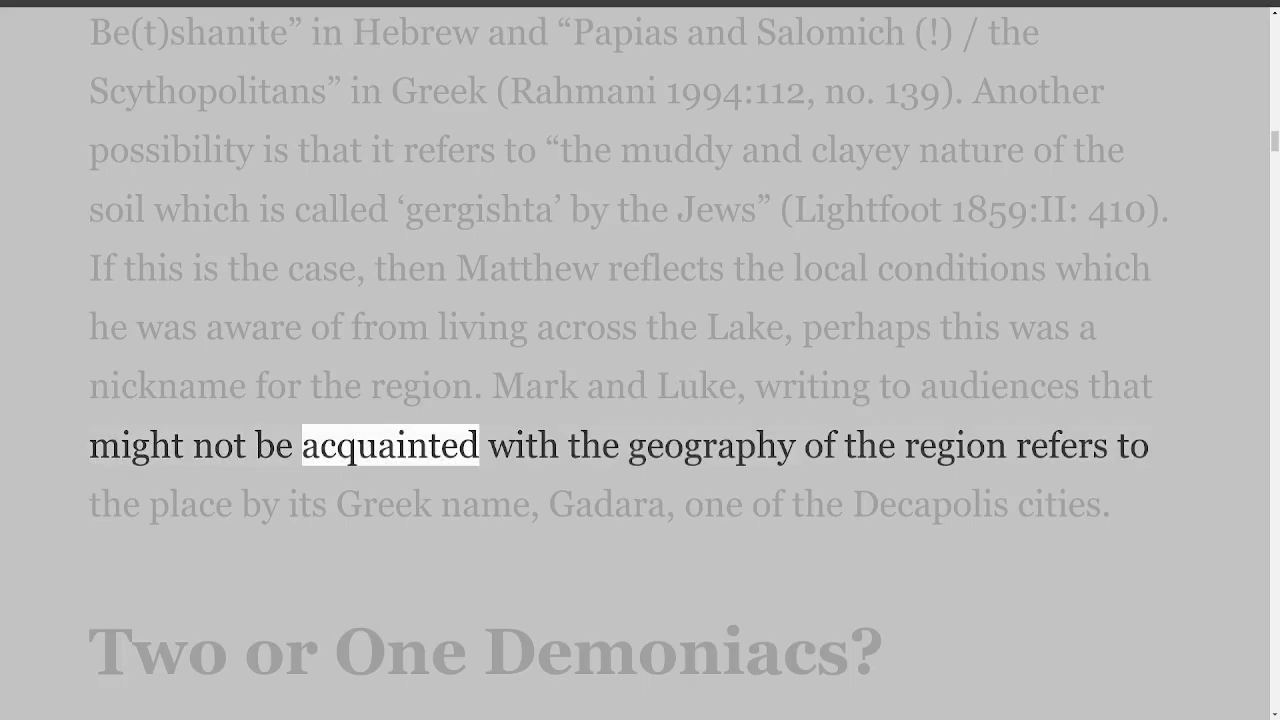 Be(t)shanite” in Hebrew and “Papias and Salomich (!) / the
Scythopolitans” in Greek (Rahmani 1994:112, no. 139). Another
possibility is that it refers to “the muddy and clayey nature of the
soil which is called ‘gergishta’ by the Jews” (Lightfoot 1859:II: 410).
If this is the case, then Matthew reflects the local conditions which
he was aware of from living across the Lake, perhaps this was a
nickname for the region. Mark and Luke, writing to audiences that
might not be acquainted with the geography of the region refers to
the place by its Greek name, Gadara, one of the Decapolis cities.
Two or One Demoniacs?